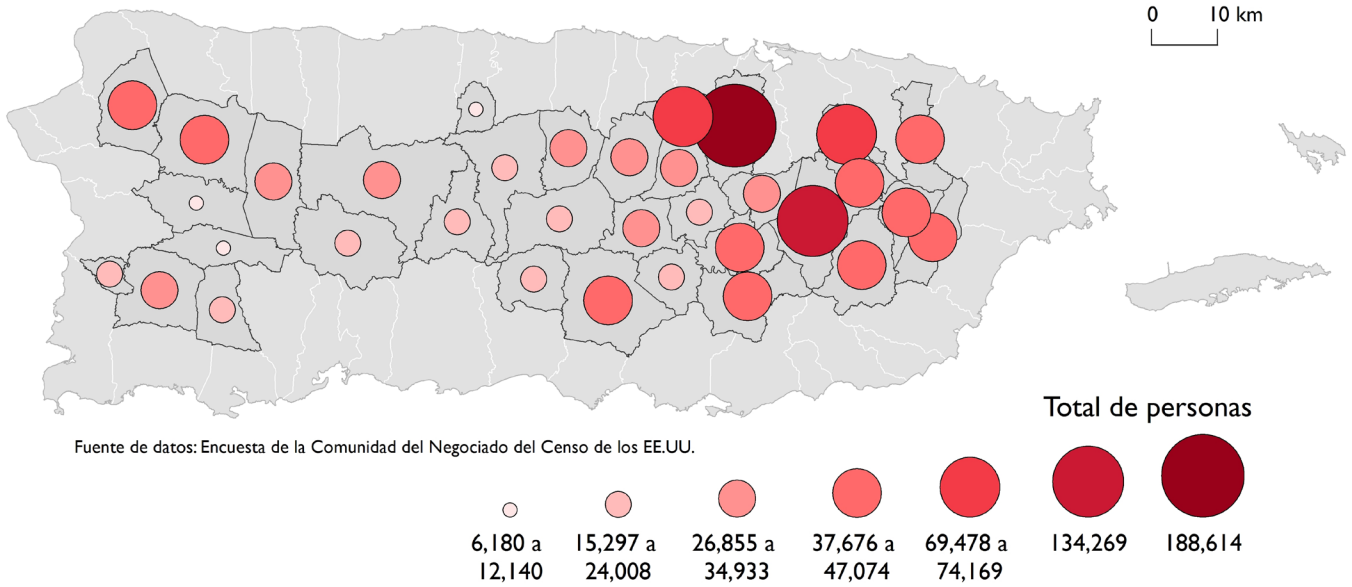 0 10 km
Total de personas
Fuente de datos: Encuesta de la Comunidad del Negociado del Censo de los EE.UU.
6,180 a 15,297 a 26,855 a 37,676 a 69,478 a 134,269 188,614
12,140 24,008 34,933 47,074 74,169